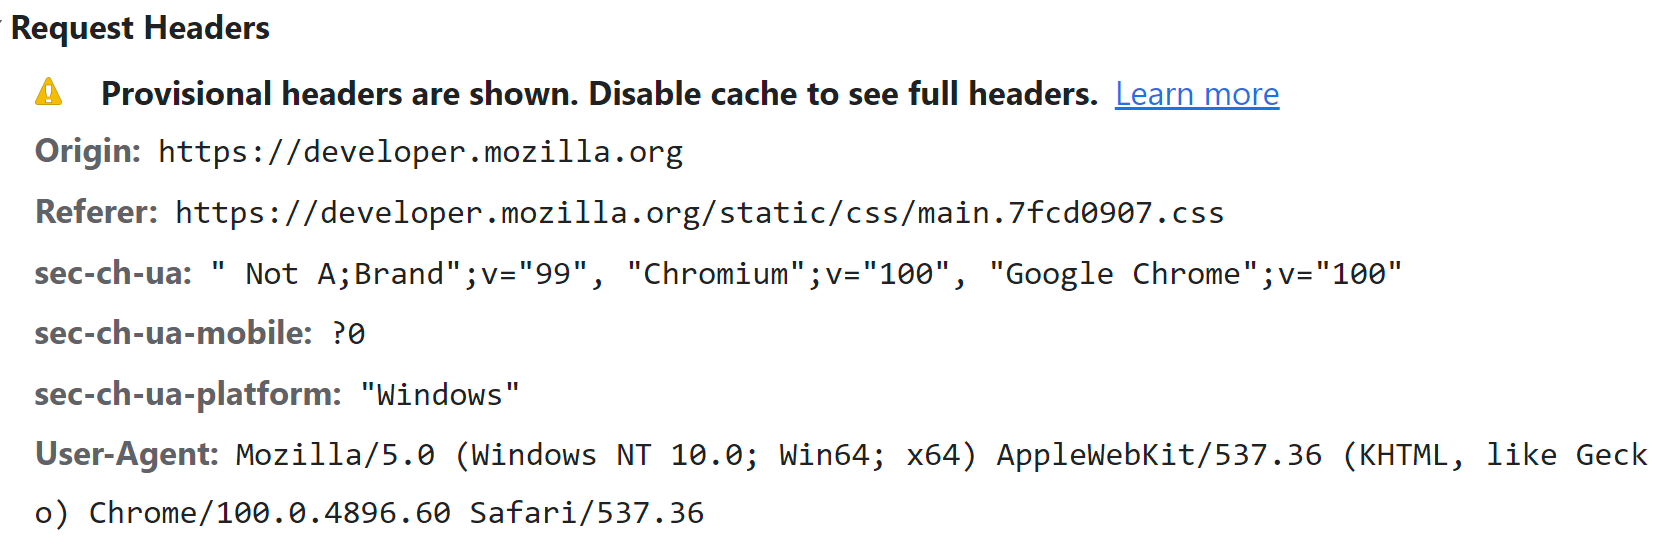 Request Headers
Provisional headers are shown. Disable cache to see full headers. Learn more
Origin: https://developer.mozilla.org
Referer: https://developer.mozilla.org/static/css/main.7fcd0907.css
sec-ch-ua: " Not A;Brand";v="99", "Chromium";v="100", "Google Chrome";v="100"
sec-ch-ua-mobile: ?0
sec-ch-ua-platform: "Windows"
User-Agent: Mozilla/5.0 (Windows NT 10.0; Win64; x64) AppleWebKit/537.36 (KHTML, like Geck
o) Chrome/100.0.4896.60 Safari/537.36